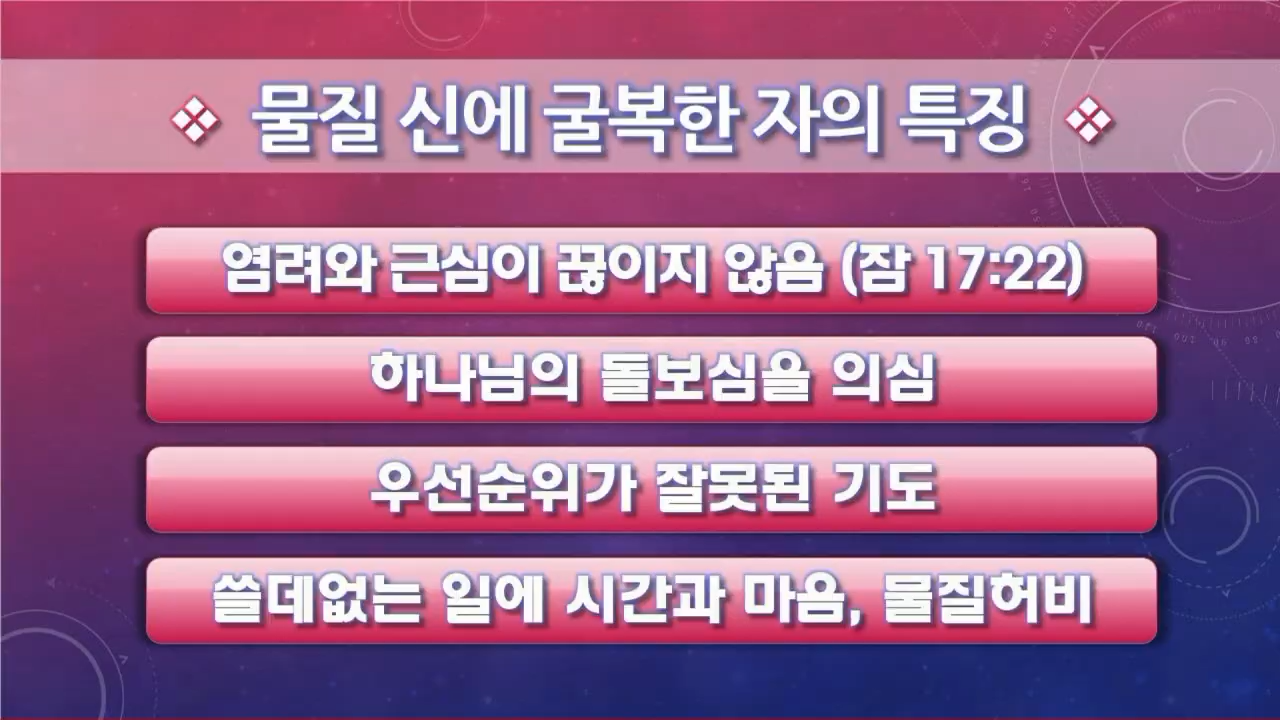 물질 신에 굴복한 자의 특징
염려와 근심이 끊이지 않음 (잠 17:22)
하나님의 돌보심을 의심
우선순위가 잘못된 기도
쓸데없는 일에 시간과 마음, 물질허비